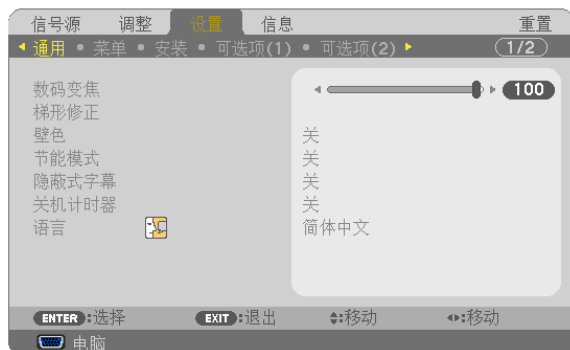 信号源 调整 设置 信息 重置
通用 • 菜单 • 安装 • 可选项(1) • 可选项(2) 1/2
数码变焦 100
梯形修正
壁色 关
节能模式 关
隐蔽式字幕 关
关机计时器 关
语言 简体中文
ENTER:选择 EXIT:退出 :移动 :移动
电脑